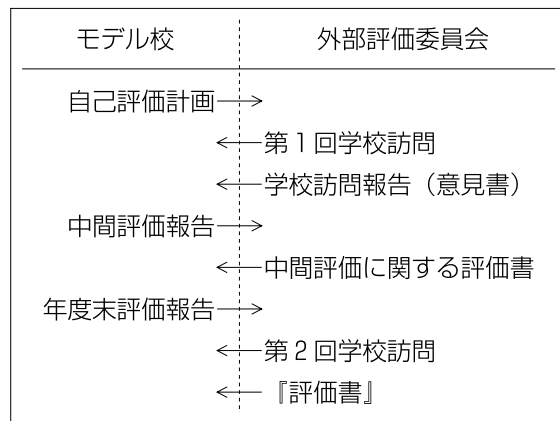 モデル校 外部評価委員会
自己評価計画
第1回学校訪問
学校訪問報告（意見書）
中間評価報告
中間評価に関する評価書
年度末評価報告
第2回学校訪問
『評価書』